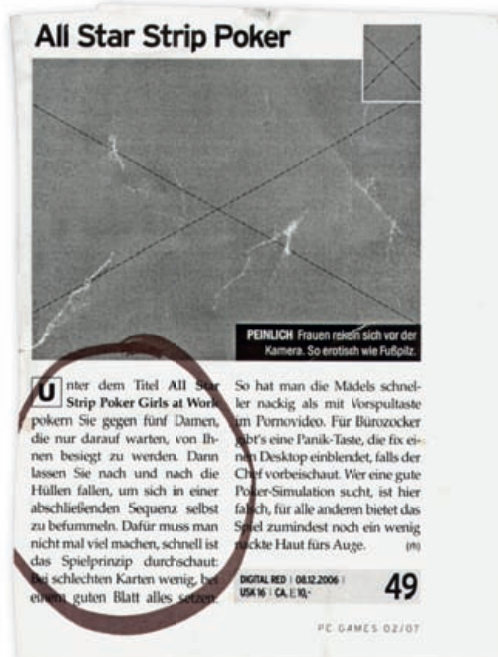 All Star Strip Poker
PEINLICH Frauen rekeln sich vor der
Kamera. So erotisch wie Fußpilz.
Unter dem Titel All Star
Strip Poker Girls at Work
pokern Sie gegen fünf Damen,
die nur darauf warten, von Ih-
nen besiegt zu werden. Dann
lassen Sie nach und nach die
Hüllen fallen, um sich in einer
abschließenden Sequenz selbst
zu befummeln. Dafür muss man
nicht mal viel machen, schnell ist
das Spielprinzip durchschaut:
Bei schlechten Karten wenig, bei
einem guten Blatt alles setzen.
So hat man die Mädels schnel-
ler nackig als mit Vorspultaste
im Pornovideo. Für Bürozocker
gibt's eine Panik-Taste, die fix ei-
nen Desktop einblendet, falls der
Chef vorbeischaut. Wer eine gute
Poker-Simulation sucht, ist hier
falsch, für alle anderen bietet das
Spiel zumindest noch ein wenig
nackte Haut fürs Auge.
DIGITAL RED | 08.12.2006 |
USK 16 | CA. € 10,-
49
PC GAMES 02/07